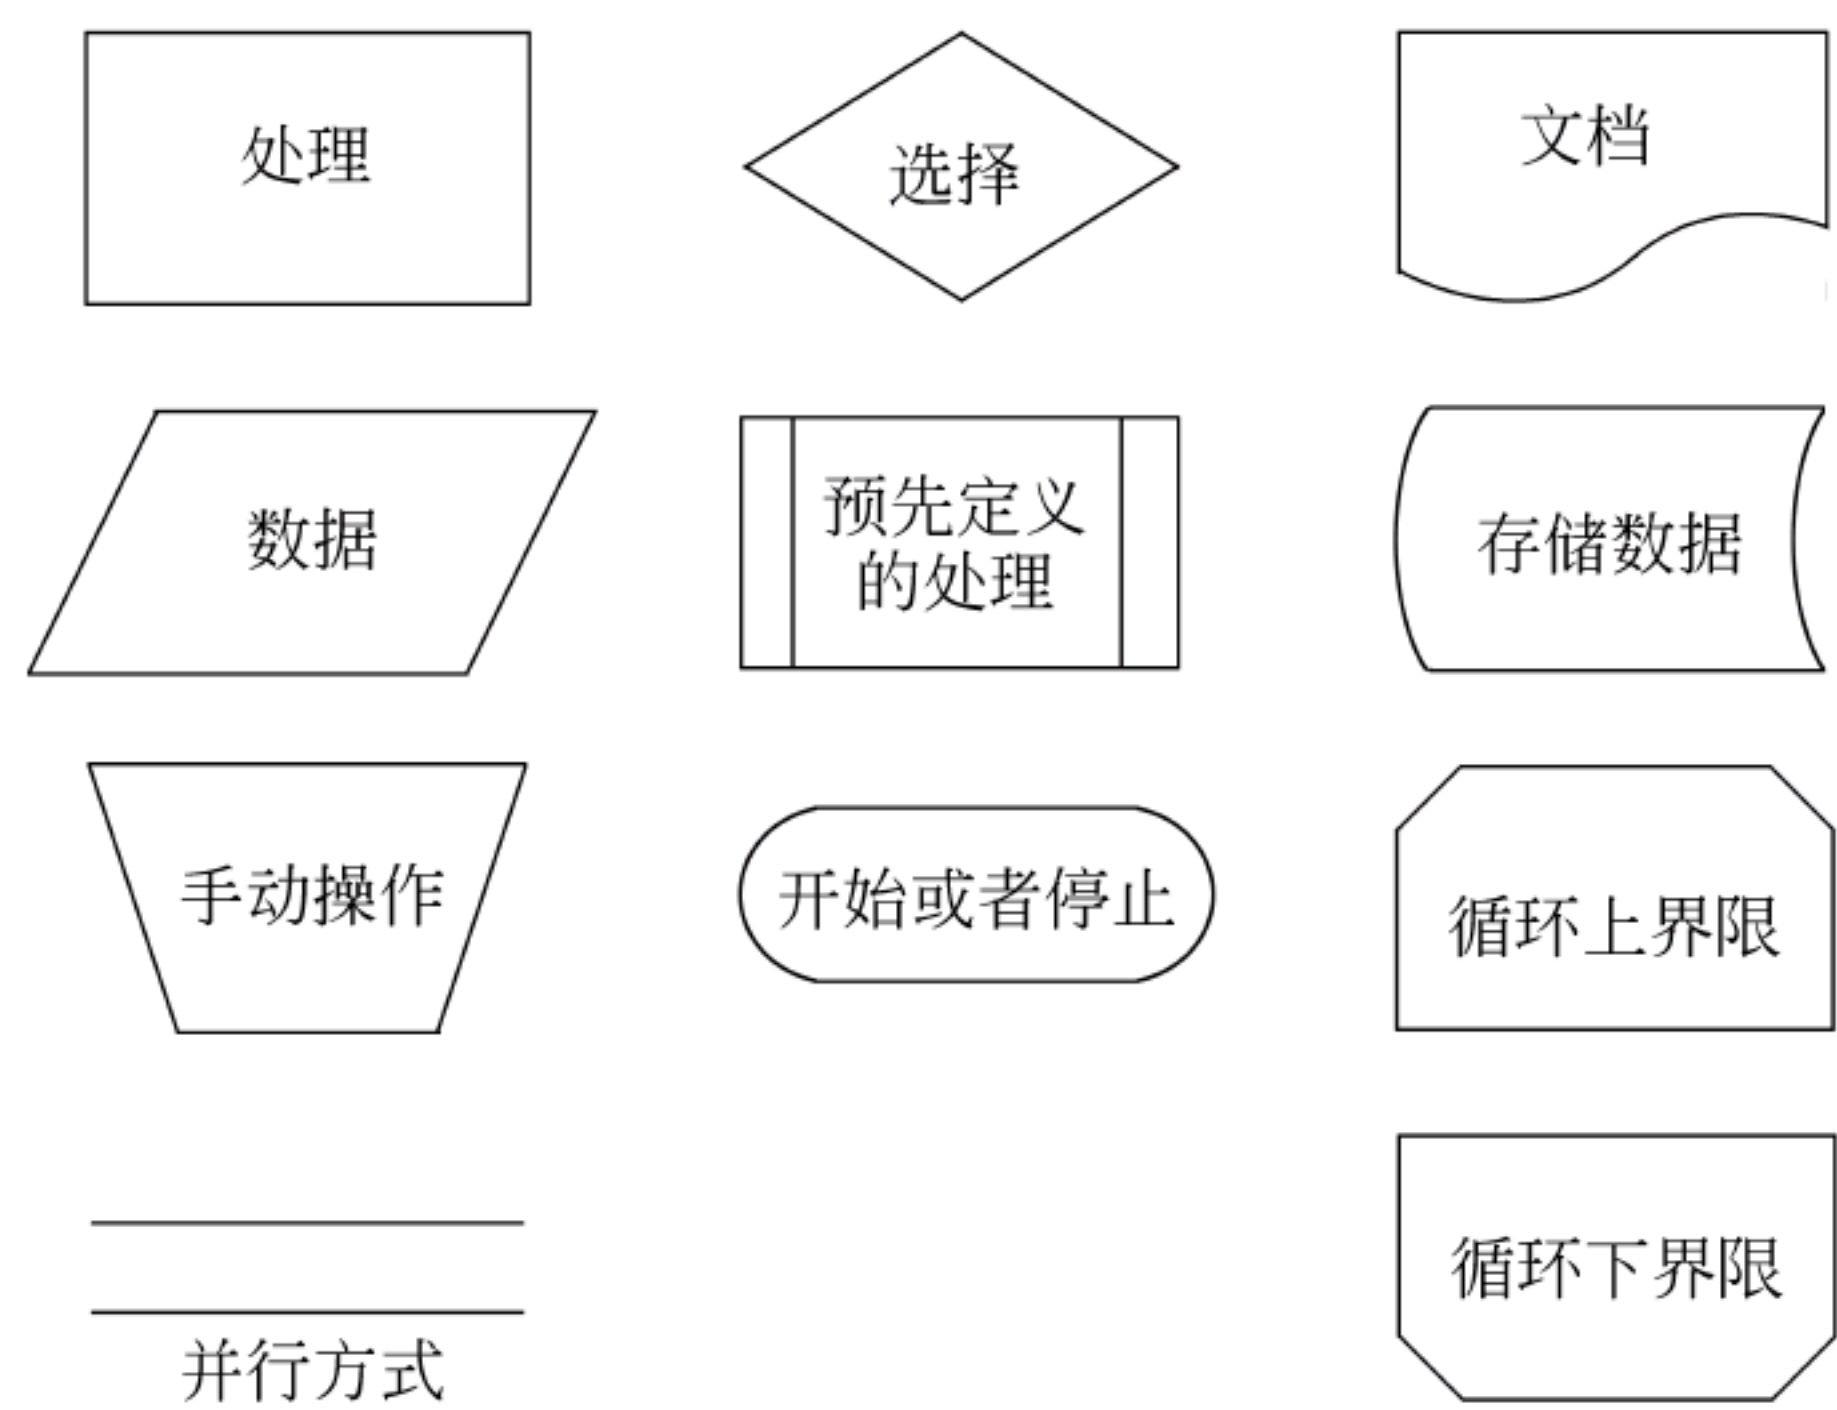 处理
选择
文档
数据
预先定义
的处理
存储数据
手动操作
开始或者停止
循环上界限
并行方式
循环下界限